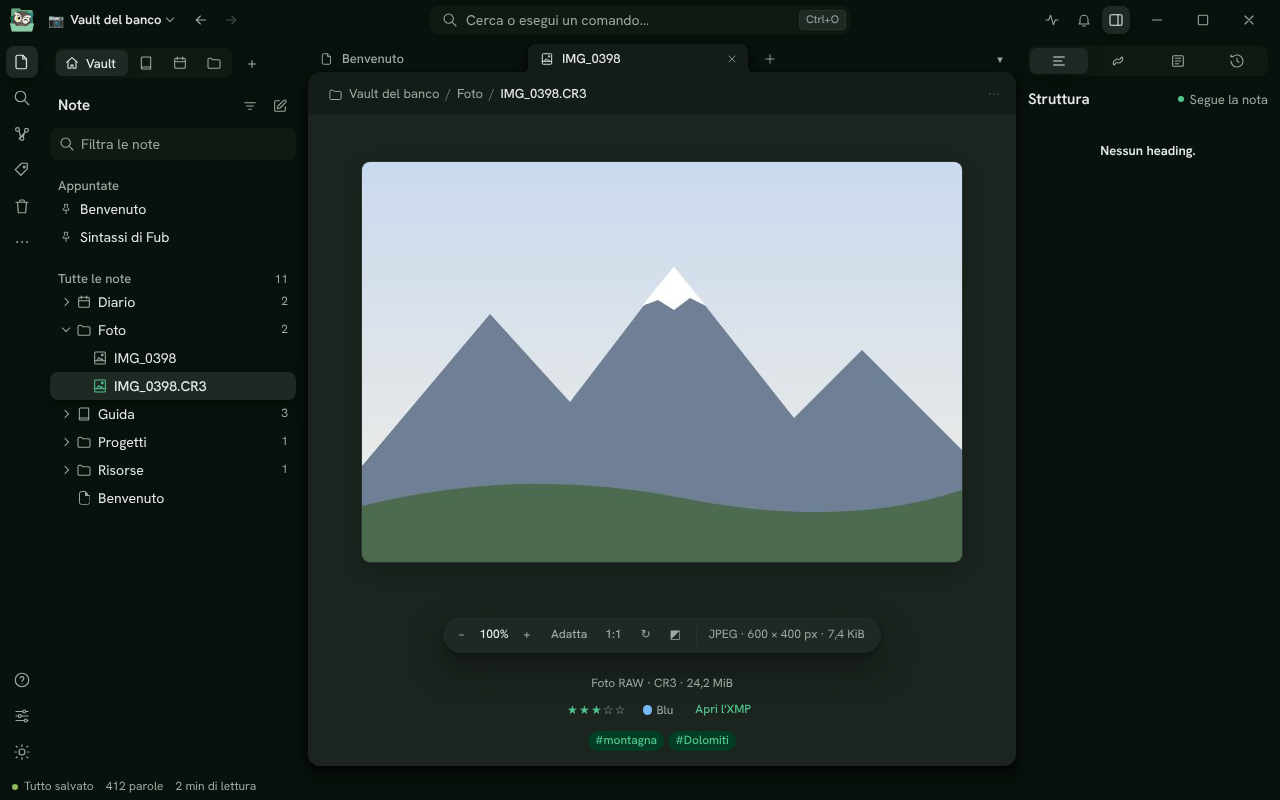 Vault del banco
Cerca o esegui un comando...
Ctrl+O
Vault
Benvenuto
IMG_0398
Note
Vault del banco / Foto / IMG_0398.CR3
Struttura
Segue la nota
Filtra le note
Nessun heading.
Appuntate
Benvenuto
Sintassi di Fub
Tutte le note 11
Diario 2
Foto 2
IMG_0398
IMG_0398.CR3
Guida 3
Progetti 1
Risorse 1
Benvenuto
− 100% + Adatta 1:1 JPEG · 600 × 400 px · 7,4 KiB
Foto RAW · CR3 · 24,2 MiB
★★★☆☆ Blu Apri l'XMP
#montagna #Dolomiti
Tutto salvato 412 parole 2 min di lettura